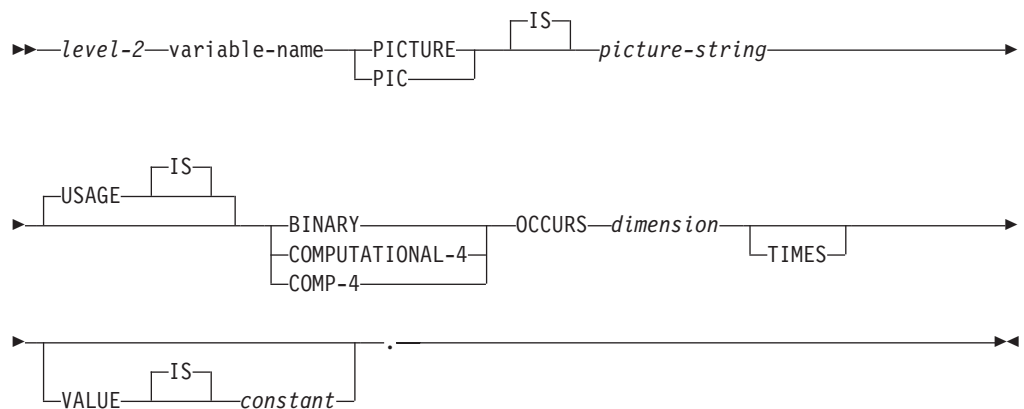 IS
level-2 variable-name PICTURE picture-string
PIC
IS
USAGE
BINARY OCCURS dimension
COMPUTATIONAL-4 TIMES
COMP-4
.
IS
VALUE constant